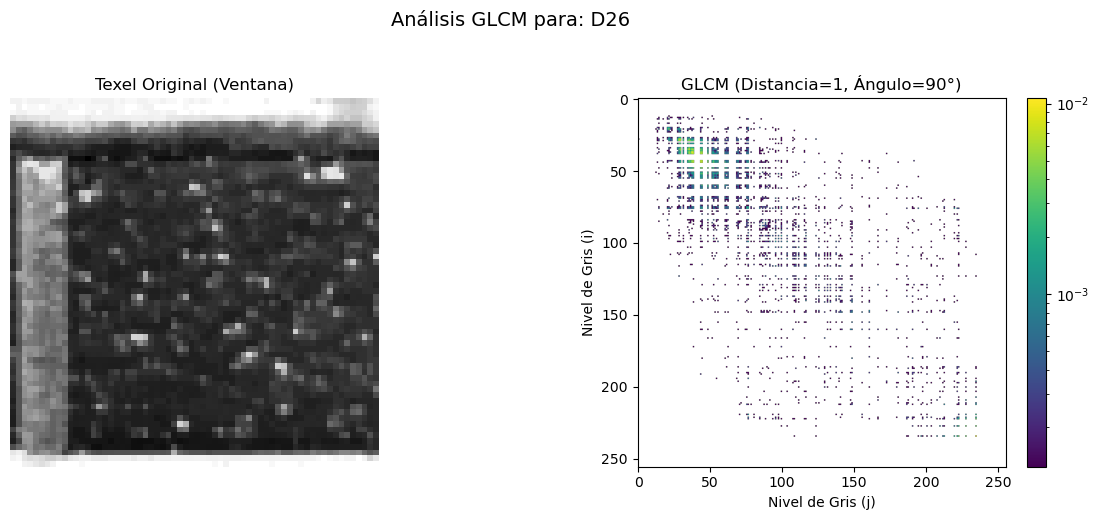 Análisis GLCM para: D26
Texel Original (Ventana)
GLCM (Distancia=1, Ángulo=90°)
0
50
100
150
200
250
Nivel de Gris (i)
0 50 100 150 200 250
Nivel de Gris (j)
10⁻²
10⁻³